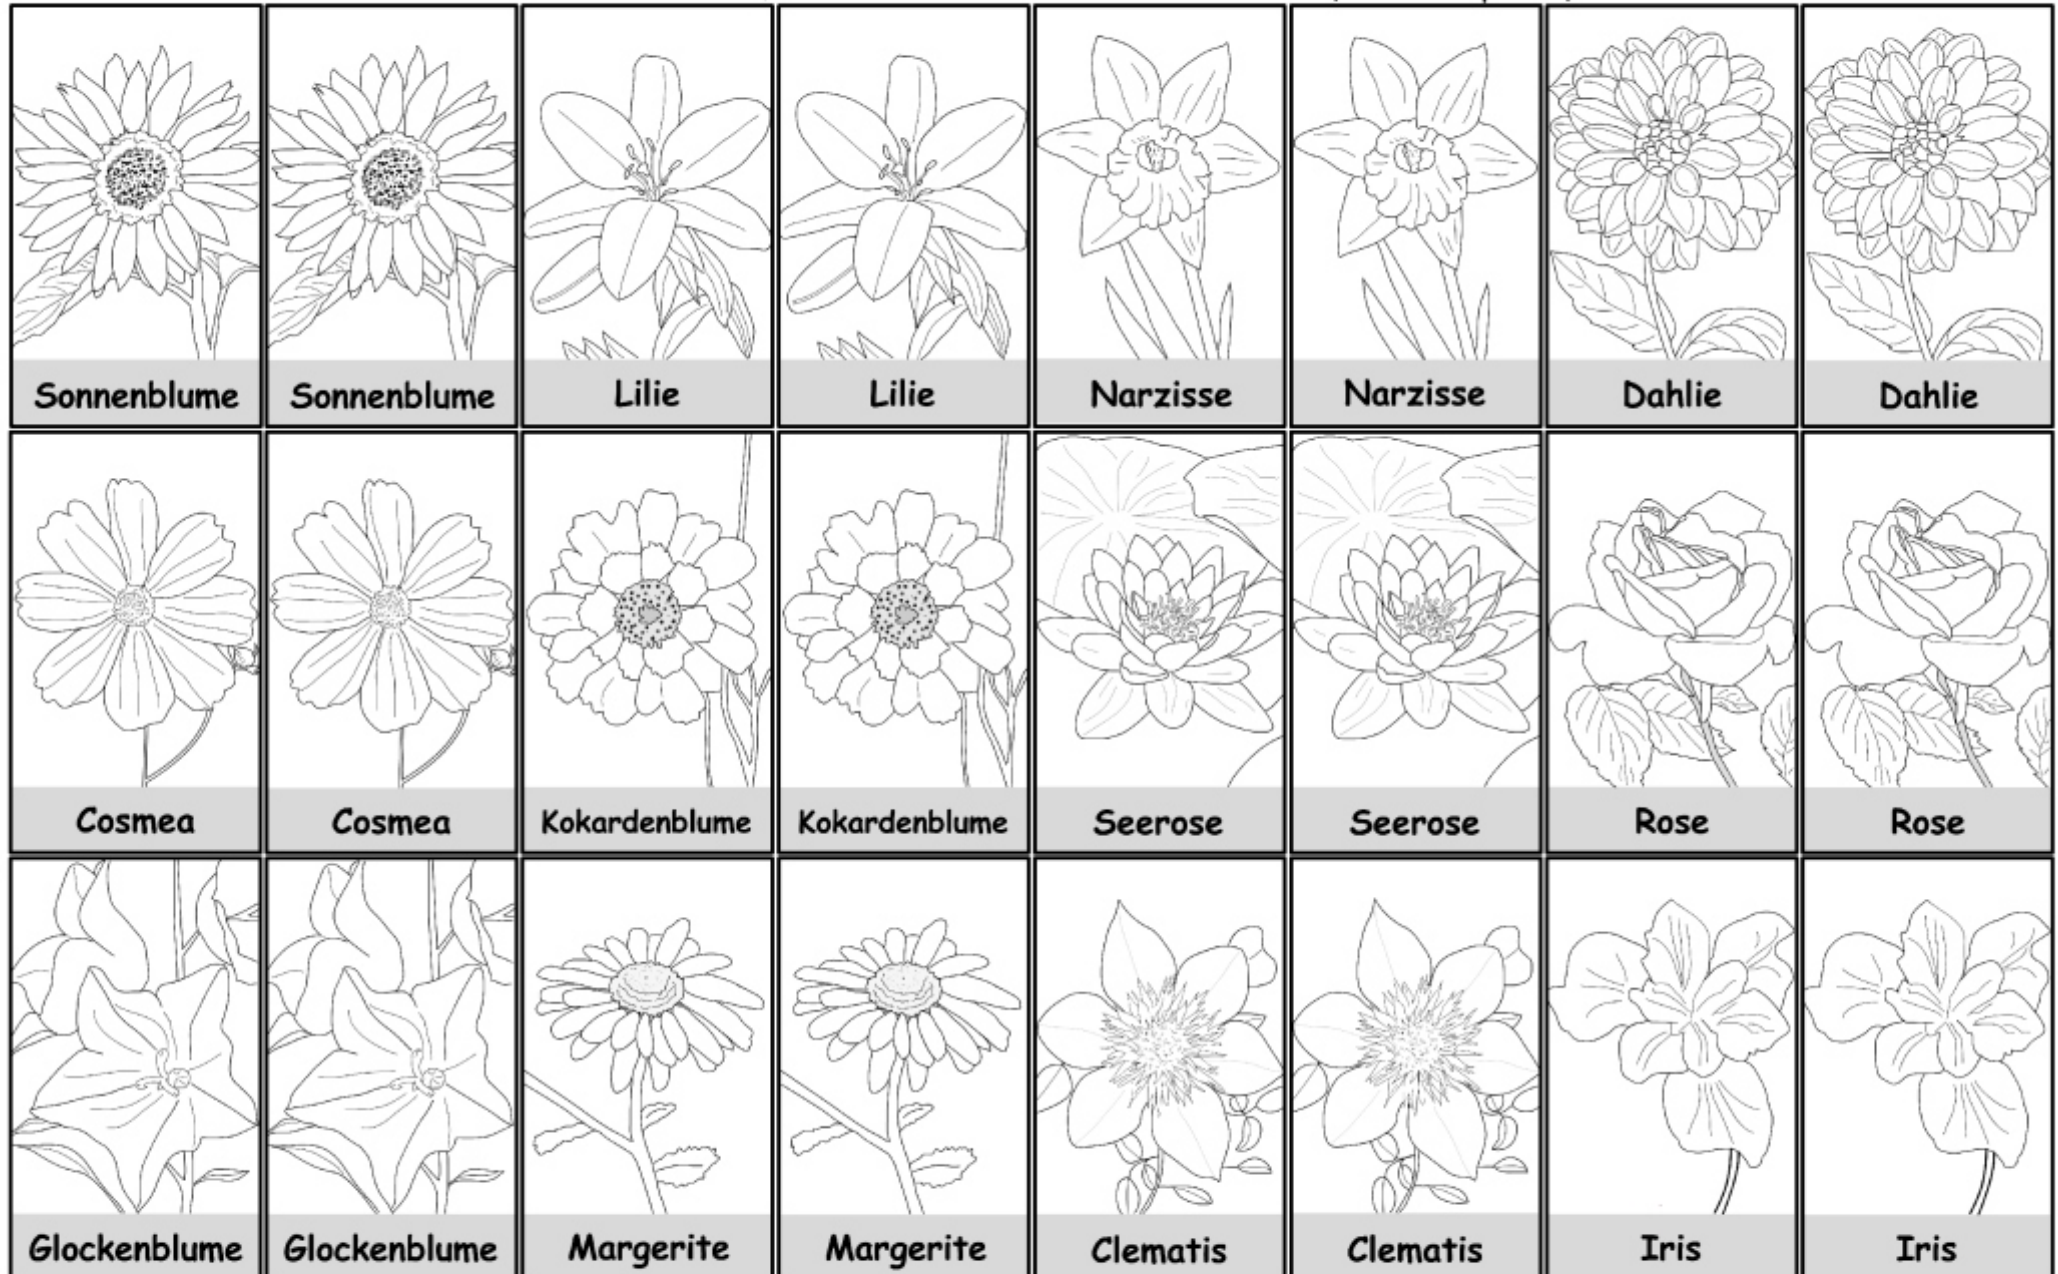 Sonnenblume Sonnenblume Lilie Lilie Narzisse Narzisse Dahlie Dahlie
Cosmea Cosmea Kokardenblume Kokardenblume Seerose Seerose Rose Rose
Glockenblume Glockenblume Margerite Margerite Clematis Clematis Iris Iris